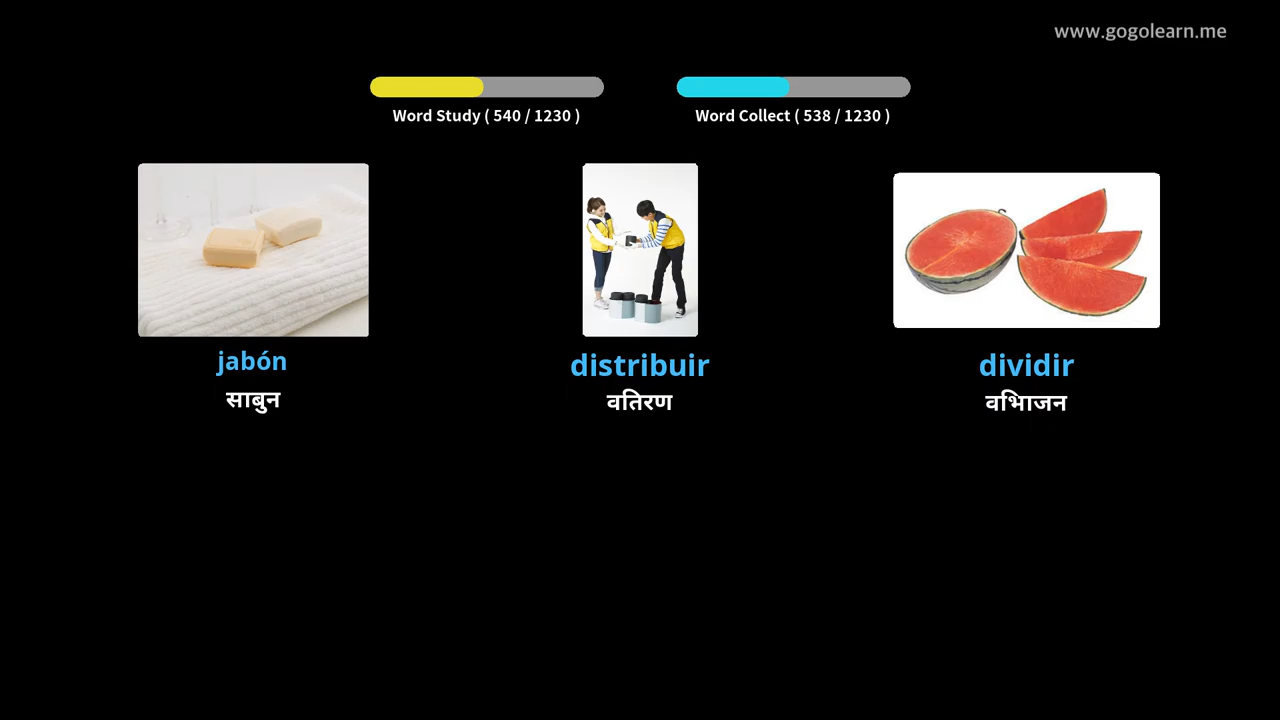 www.gogolearn.me
Word Study ( 540 / 1230 )
Word Collect ( 538 / 1230 )
jabón
distribuir
dividir
साबुन
वतिरण
वभिाजन